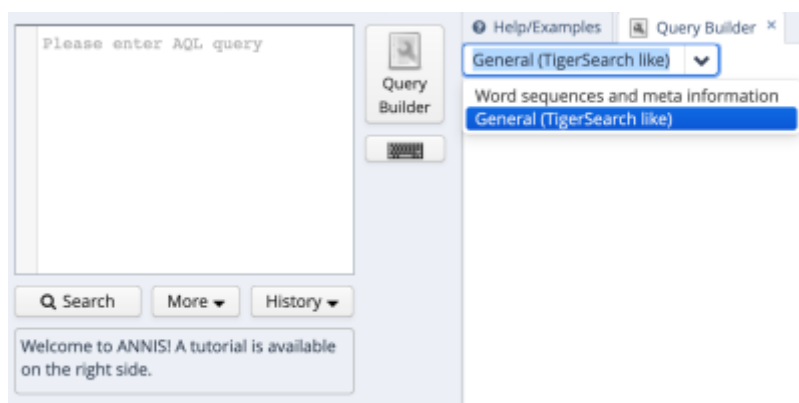 Please enter AQL query
Query
Builder
Search
More
History
Welcome to ANNIS! A tutorial is available
on the right side.
Help/Examples
Query Builder ×
General (TigerSearch like)
Word sequences and meta information
General (TigerSearch like)